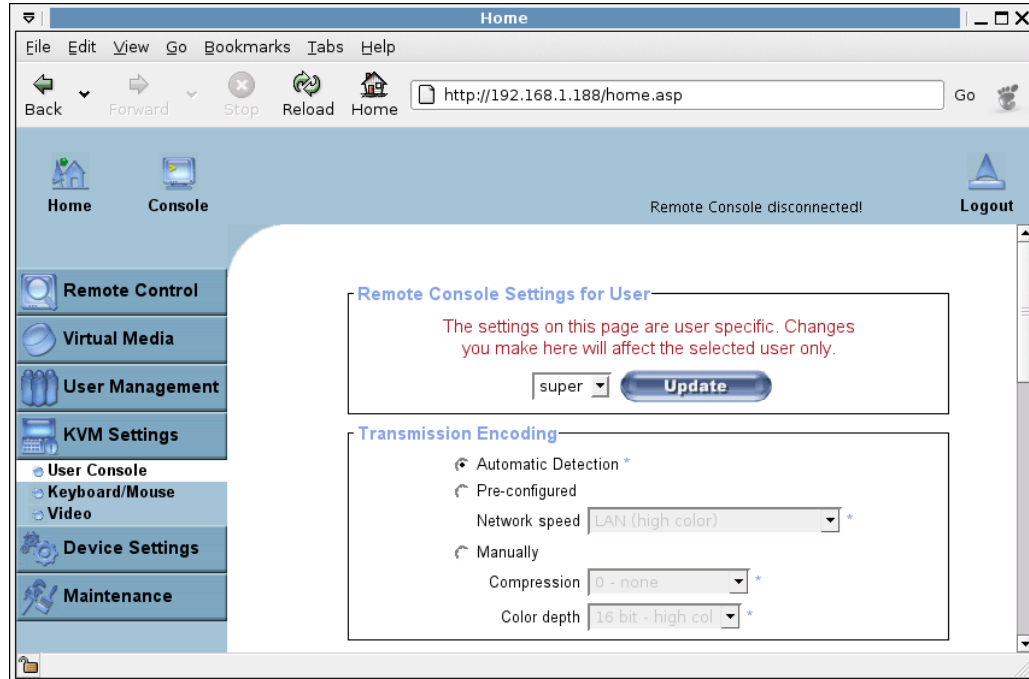 Home
File Edit View Go Bookmarks Tabs Help
Back Forward Stop Reload Home http://192.168.1.188/home.asp Go
Home Console Remote Console disconnected! Logout
Remote Control
Virtual Media
User Management
KVM Settings
User Console
Keyboard/Mouse
Video
Device Settings
Maintenance
Remote Console Settings for User
The settings on this page are user specific. Changes
you make here will affect the selected user only.
super Update
Transmission Encoding
Automatic Detection *
Pre-configured
Network speed LAN (high color) *
Manually
Compression 0 - none *
Color depth 16 bit - high col *